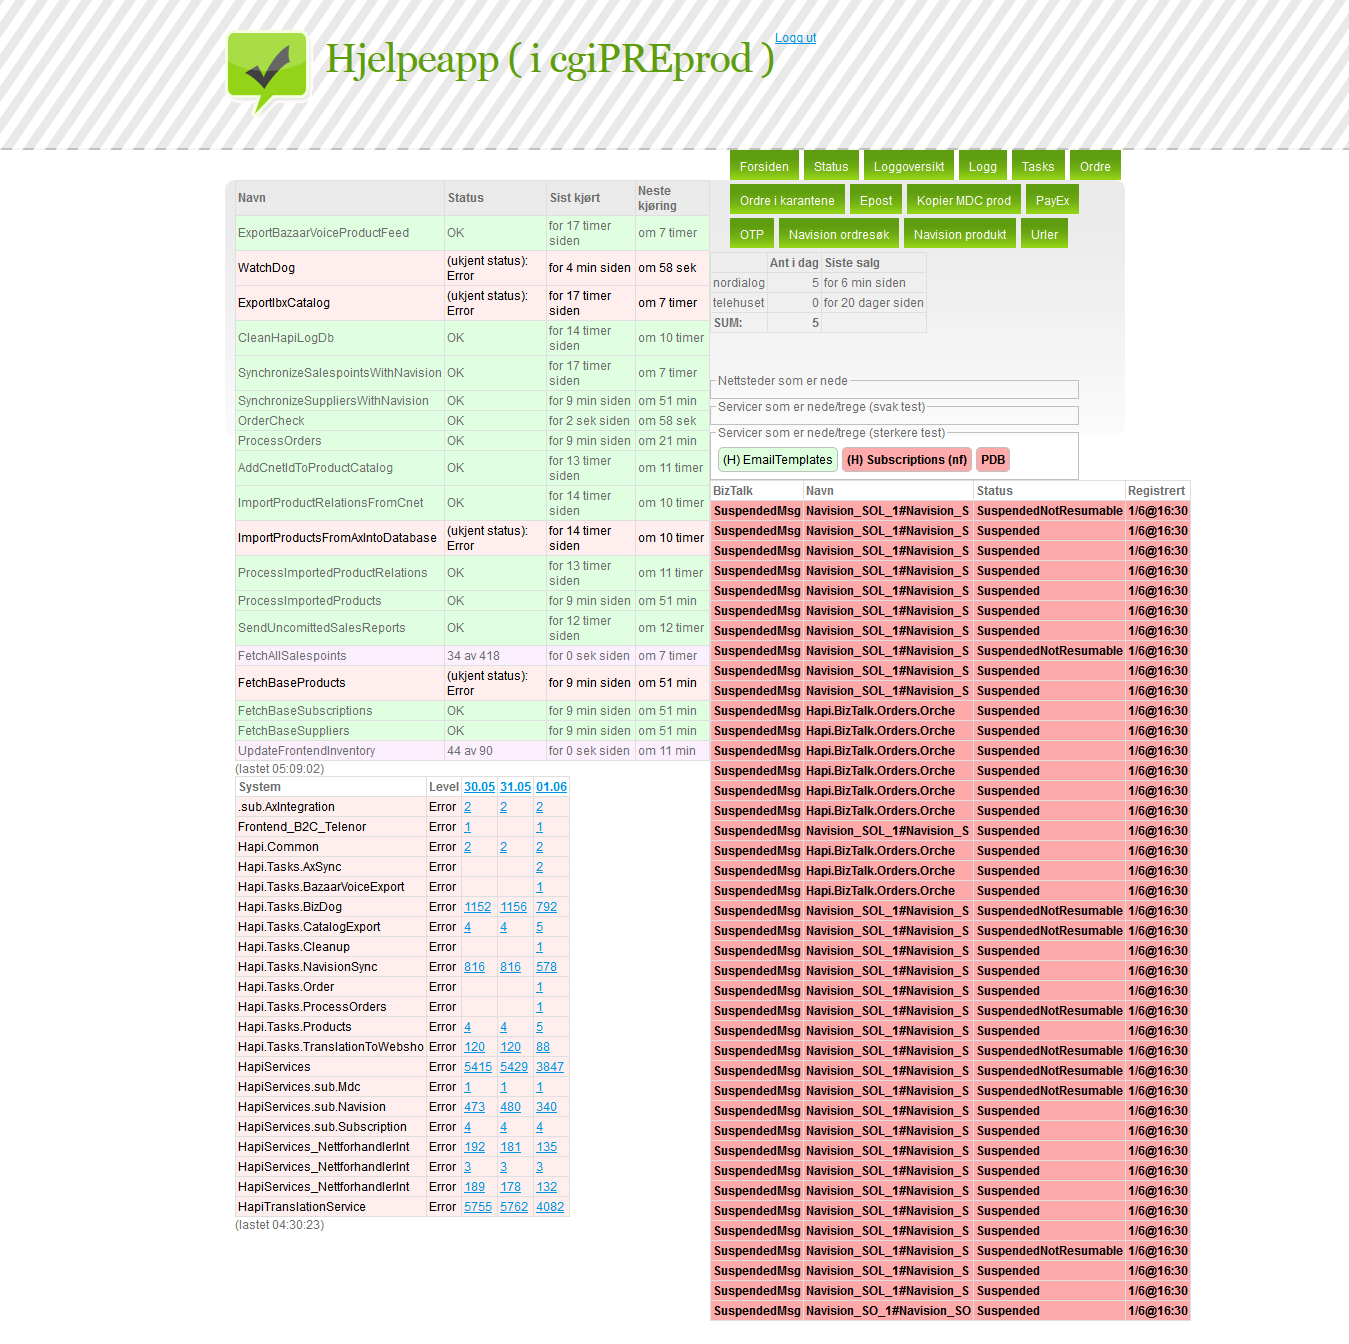 Hjelpeapp ( i cgiPREprod )
Logg ut
Forsiden Status Loggoversikt Logg Tasks Ordre
Ordre i karantene Epost Kopier MDC prod PayEx
OTP Navision ordresøk Navision produkt Urler
Navn Status Sist kjørt Neste kjøring
ExportBazaarVoiceProductFeed OK for 17 timer siden om 7 timer
WatchDog (ukjent status): Error for 4 min siden om 58 sek
ExportIbxCatalog (ukjent status): Error for 17 timer siden om 7 timer
CleanHapiLogDb OK for 14 timer siden om 10 timer
SynchronizeSalespointsWithNavision OK for 17 timer siden om 7 timer
SynchronizeSuppliersWithNavision OK for 9 min siden om 51 min
OrderCheck OK for 2 sek siden om 58 sek
ProcessOrders OK for 9 min siden om 21 min
AddCnetIdToProductCatalog OK for 13 timer siden om 11 timer
ImportProductRelationsFromCnet OK for 14 timer siden om 10 timer
ImportProductsFromAxIntoDatabase (ukjent status): Error for 14 timer siden om 10 timer
ProcessImportedProductRelations OK for 13 timer siden om 11 timer
ProcessImportedProducts OK for 9 min siden om 51 min
SendUncomittedSalesReports OK for 12 timer siden om 12 timer
FetchAllSalespoints 34 av 418 for 0 sek siden om 7 timer
FetchBaseProducts (ukjent status): Error for 9 min siden om 51 min
FetchBaseSubscriptions OK for 9 min siden om 51 min
FetchBaseSuppliers OK for 9 min siden om 51 min
UpdateFrontendInventory 44 av 90 for 0 sek siden om 11 min
(lastet 05:09:02)
System Level 30.05 31.05 01.06
.sub.AxIntegration Error 2 2 2
Frontend_B2C_Telenor Error 1 1
Hapi.Common Error 2 2 2
Hapi.Tasks.AxSync Error 2
Hapi.Tasks.BazaarVoiceExport Error 1
Hapi.Tasks.BizDog Error 1152 1156 792
Hapi.Tasks.CatalogExport Error 4 4 5
Hapi.Tasks.Cleanup Error 1
Hapi.Tasks.NavisionSync Error 816 816 578
Hapi.Tasks.Order Error 1
Hapi.Tasks.ProcessOrders Error 1
Hapi.Tasks.Products Error 4 4 5
Hapi.Tasks.TranslationToWebsho Error 120 120 88
HapiServices Error 5415 5429 3847
HapiServices.sub.Mdc Error 1 1 1
HapiServices.sub.Navision Error 473 480 340
HapiServices.sub.Subscription Error 4 4 4
HapiServices_NettforhandlerInt Error 192 181 135
HapiServices_NettforhandlerInt Error 3 3 3
HapiServices_NettforhandlerInt Error 189 178 132
HapiTranslationService Error 5755 5762 4082
(lastet 04:30:23)
Ant i dag Siste salg
nordialog 5 for 6 min siden
telehuset 0 for 20 dager siden
SUM: 5
Nettsteder som er nede
Servicer som er nede/trege (svak test)
Servicer som er nede/trege (sterkere test)
(H) EmailTemplates (H) Subscriptions (nf) PDB
BizTalk Navn Status Registrert
SuspendedMsg Navision_SOL_1#Navision_S SuspendedNotResumable 1/6@16:30
SuspendedMsg Navision_SOL_1#Navision_S Suspended 1/6@16:30
SuspendedMsg Navision_SOL_1#Navision_S Suspended 1/6@16:30
SuspendedMsg Navision_SOL_1#Navision_S Suspended 1/6@16:30
SuspendedMsg Navision_SOL_1#Navision_S Suspended 1/6@16:30
SuspendedMsg Navision_SOL_1#Navision_S Suspended 1/6@16:30
SuspendedMsg Navision_SOL_1#Navision_S Suspended 1/6@16:30
SuspendedMsg Navision_SOL_1#Navision_S SuspendedNotResumable 1/6@16:30
SuspendedMsg Navision_SOL_1#Navision_S Suspended 1/6@16:30
SuspendedMsg Navision_SOL_1#Navision_S Suspended 1/6@16:30
SuspendedMsg Hapi.BizTalk.Orders.Orche Suspended 1/6@16:30
SuspendedMsg Hapi.BizTalk.Orders.Orche Suspended 1/6@16:30
SuspendedMsg Hapi.BizTalk.Orders.Orche Suspended 1/6@16:30
SuspendedMsg Hapi.BizTalk.Orders.Orche Suspended 1/6@16:30
SuspendedMsg Hapi.BizTalk.Orders.Orche Suspended 1/6@16:30
SuspendedMsg Hapi.BizTalk.Orders.Orche Suspended 1/6@16:30
SuspendedMsg Navision_SOL_1#Navision_S Suspended 1/6@16:30
SuspendedMsg Hapi.BizTalk.Orders.Orche Suspended 1/6@16:30
SuspendedMsg Hapi.BizTalk.Orders.Orche Suspended 1/6@16:30
SuspendedMsg Hapi.BizTalk.Orders.Orche Suspended 1/6@16:30
SuspendedMsg Navision_SOL_1#Navision_S SuspendedNotResumable 1/6@16:30
SuspendedMsg Navision_SOL_1#Navision_S SuspendedNotResumable 1/6@16:30
SuspendedMsg Navision_SOL_1#Navision_S Suspended 1/6@16:30
SuspendedMsg Navision_SOL_1#Navision_S Suspended 1/6@16:30
SuspendedMsg Navision_SOL_1#Navision_S Suspended 1/6@16:30
SuspendedMsg Navision_SOL_1#Navision_S SuspendedNotResumable 1/6@16:30
SuspendedMsg Navision_SOL_1#Navision_S Suspended 1/6@16:30
SuspendedMsg Navision_SOL_1#Navision_S SuspendedNotResumable 1/6@16:30
SuspendedMsg Navision_SOL_1#Navision_S SuspendedNotResumable 1/6@16:30
SuspendedMsg Navision_SOL_1#Navision_S SuspendedNotResumable 1/6@16:30
SuspendedMsg Navision_SOL_1#Navision_S Suspended 1/6@16:30
SuspendedMsg Navision_SOL_1#Navision_S Suspended 1/6@16:30
SuspendedMsg Navision_SOL_1#Navision_S Suspended 1/6@16:30
SuspendedMsg Navision_SOL_1#Navision_S Suspended 1/6@16:30
SuspendedMsg Navision_SOL_1#Navision_S Suspended 1/6@16:30
SuspendedMsg Navision_SOL_1#Navision_S Suspended 1/6@16:30
SuspendedMsg Navision_SOL_1#Navision_S Suspended 1/6@16:30
SuspendedMsg Navision_SOL_1#Navision_S SuspendedNotResumable 1/6@16:30
SuspendedMsg Navision_SOL_1#Navision_S Suspended 1/6@16:30
SuspendedMsg Navision_SOL_1#Navision_S Suspended 1/6@16:30
SuspendedMsg Navision_SO_1#Navision_SO Suspended 1/6@16:30